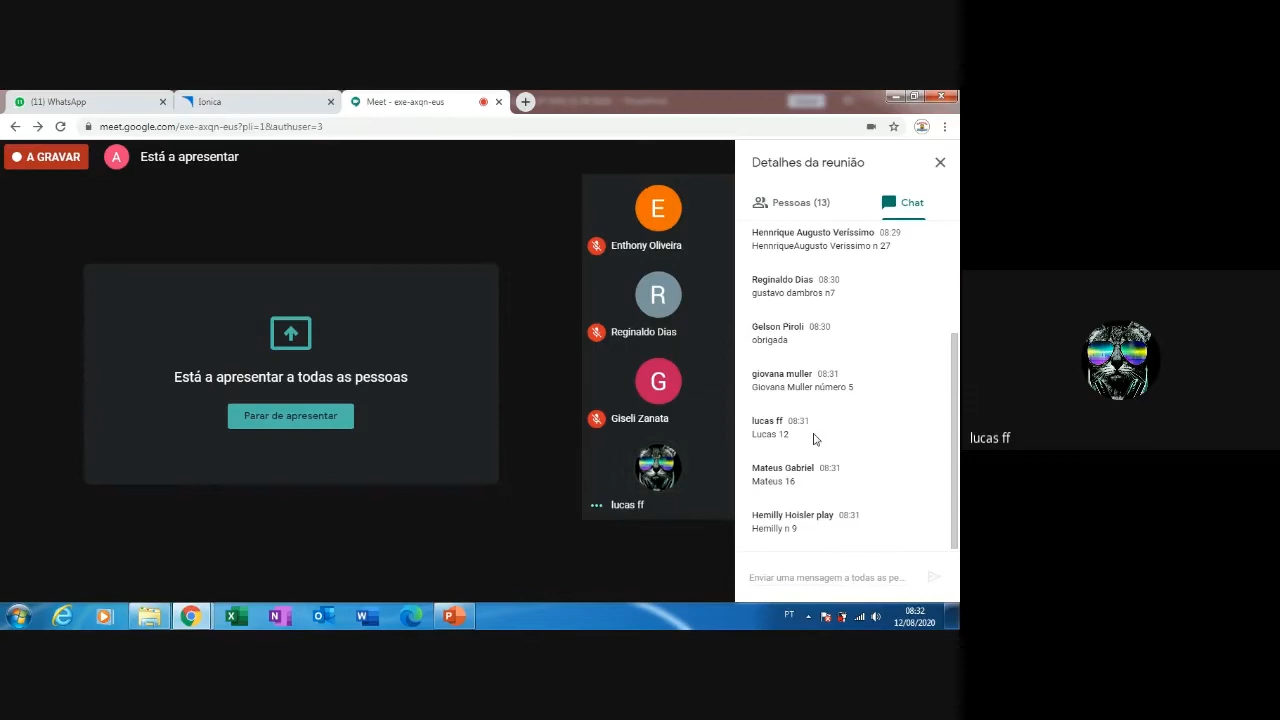 (11) WhatsApp
Ionica
Meet - exe-axqn-eus
meet.google.com/exe-axqn-eus?pli=1&authuser=3
A GRAVAR
A
Está a apresentar
Está a apresentar a todas as pessoas
Parar de apresentar
E
Enthony Oliveira
R
Reginaldo Dias
G
Giseli Zanata
lucas ff
Detalhes da reunião
Pessoas (13)
Chat
Hennrique Augusto Veríssimo 08:29
HennriqueAugusto Verissimo n 27
Reginaldo Dias 08:30
gustavo dambros n7
Gelson Piroli 08:30
obrigada
giovana muller 08:31
Giovana Muller número 5
lucas ff 08:31
Lucas 12
Mateus Gabriel 08:31
Mateus 16
Hemilly Hoisler play 08:31
Hemilly n 9
Enviar uma mensagem a todas as pe...
lucas ff
PT
08:32
12/08/2020